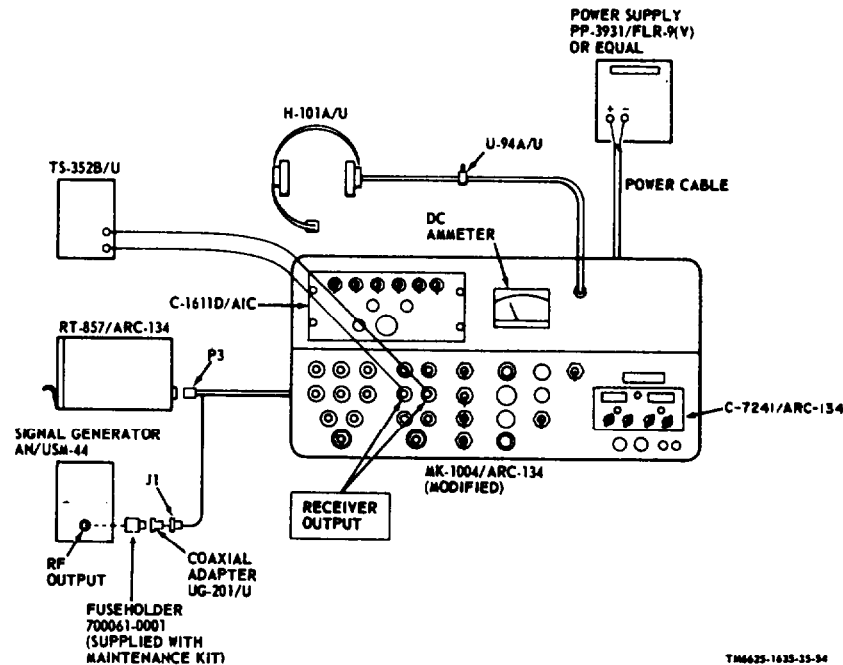 POWER SUPPLY
PP-3931/FLR-9(V)
OR EQUAL
+ −
H-101A/U
U-94A/U
TS-352B/U
POWER CABLE
DC
AMMETER
C-1611D/AIC
RT-857/ARC-134
P3
C-7241/ARC-134
SIGNAL GENERATOR
AN/USM-44
J1
MK-1004/ARC-134
(MODIFIED)
RECEIVER
OUTPUT
RF
OUTPUT
COAXIAL
ADAPTER
UG-201/U
FUSEHOLDER
700061-0001
(SUPPLIED WITH
MAINTENANCE KIT)
TM6625-1635-35-54